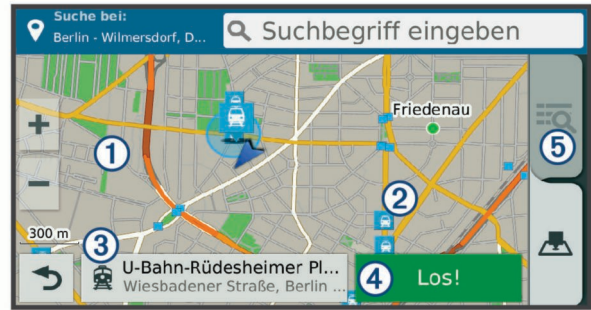 Suche bei:
Berlin - Wilmersdorf, D...
Suchbegriff eingeben
Friedenau
1
2
5
300 m
3
U-Bahn-Rüdesheimer Pl...
Wiesbadener Straße, Berlin ...
4
Los!